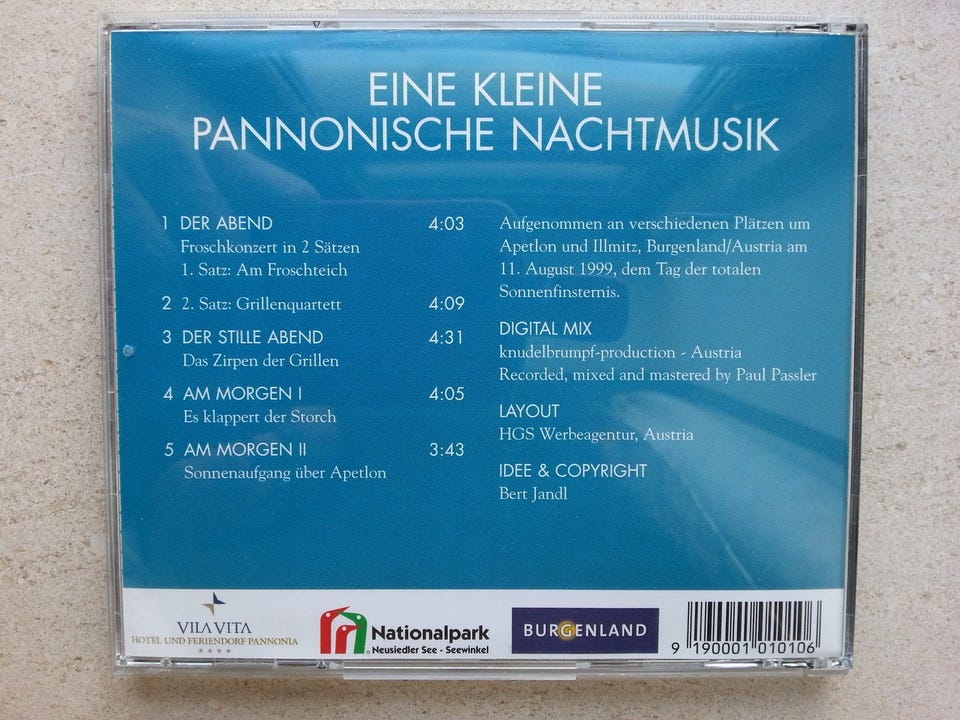 EINE KLEINE
PANNONISCHE NACHTMUSIK
1 DER ABEND 4:03
Froschkonzert in 2 Sätzen
1. Satz: Am Froschteich
2 2. Satz: Grillenquartett 4:09
3 DER STILLE ABEND 4:31
Das Zirpen der Grillen
4 AM MORGEN I 4:05
Es klappert der Storch
5 AM MORGEN II 3:43
Sonnenaufgang über Apetlon
Aufgenommen an verschiedenen Plätzen um
Apetlon und Illmitz, Burgenland/Austria am
11. August 1999, dem Tag der totalen
Sonnenfinsternis.
DIGITAL MIX
knudelbrumpf-production - Austria
Recorded, mixed and mastered by Paul Passler
LAYOUT
HGS Werbeagentur, Austria
IDEE & COPYRIGHT
Bert Jandl
VILA VITA
HOTEL UND FERIENDORF PANNONIA
Nationalpark
Neusiedler See - Seewinkel
BURGENLAND
9 190001 010106